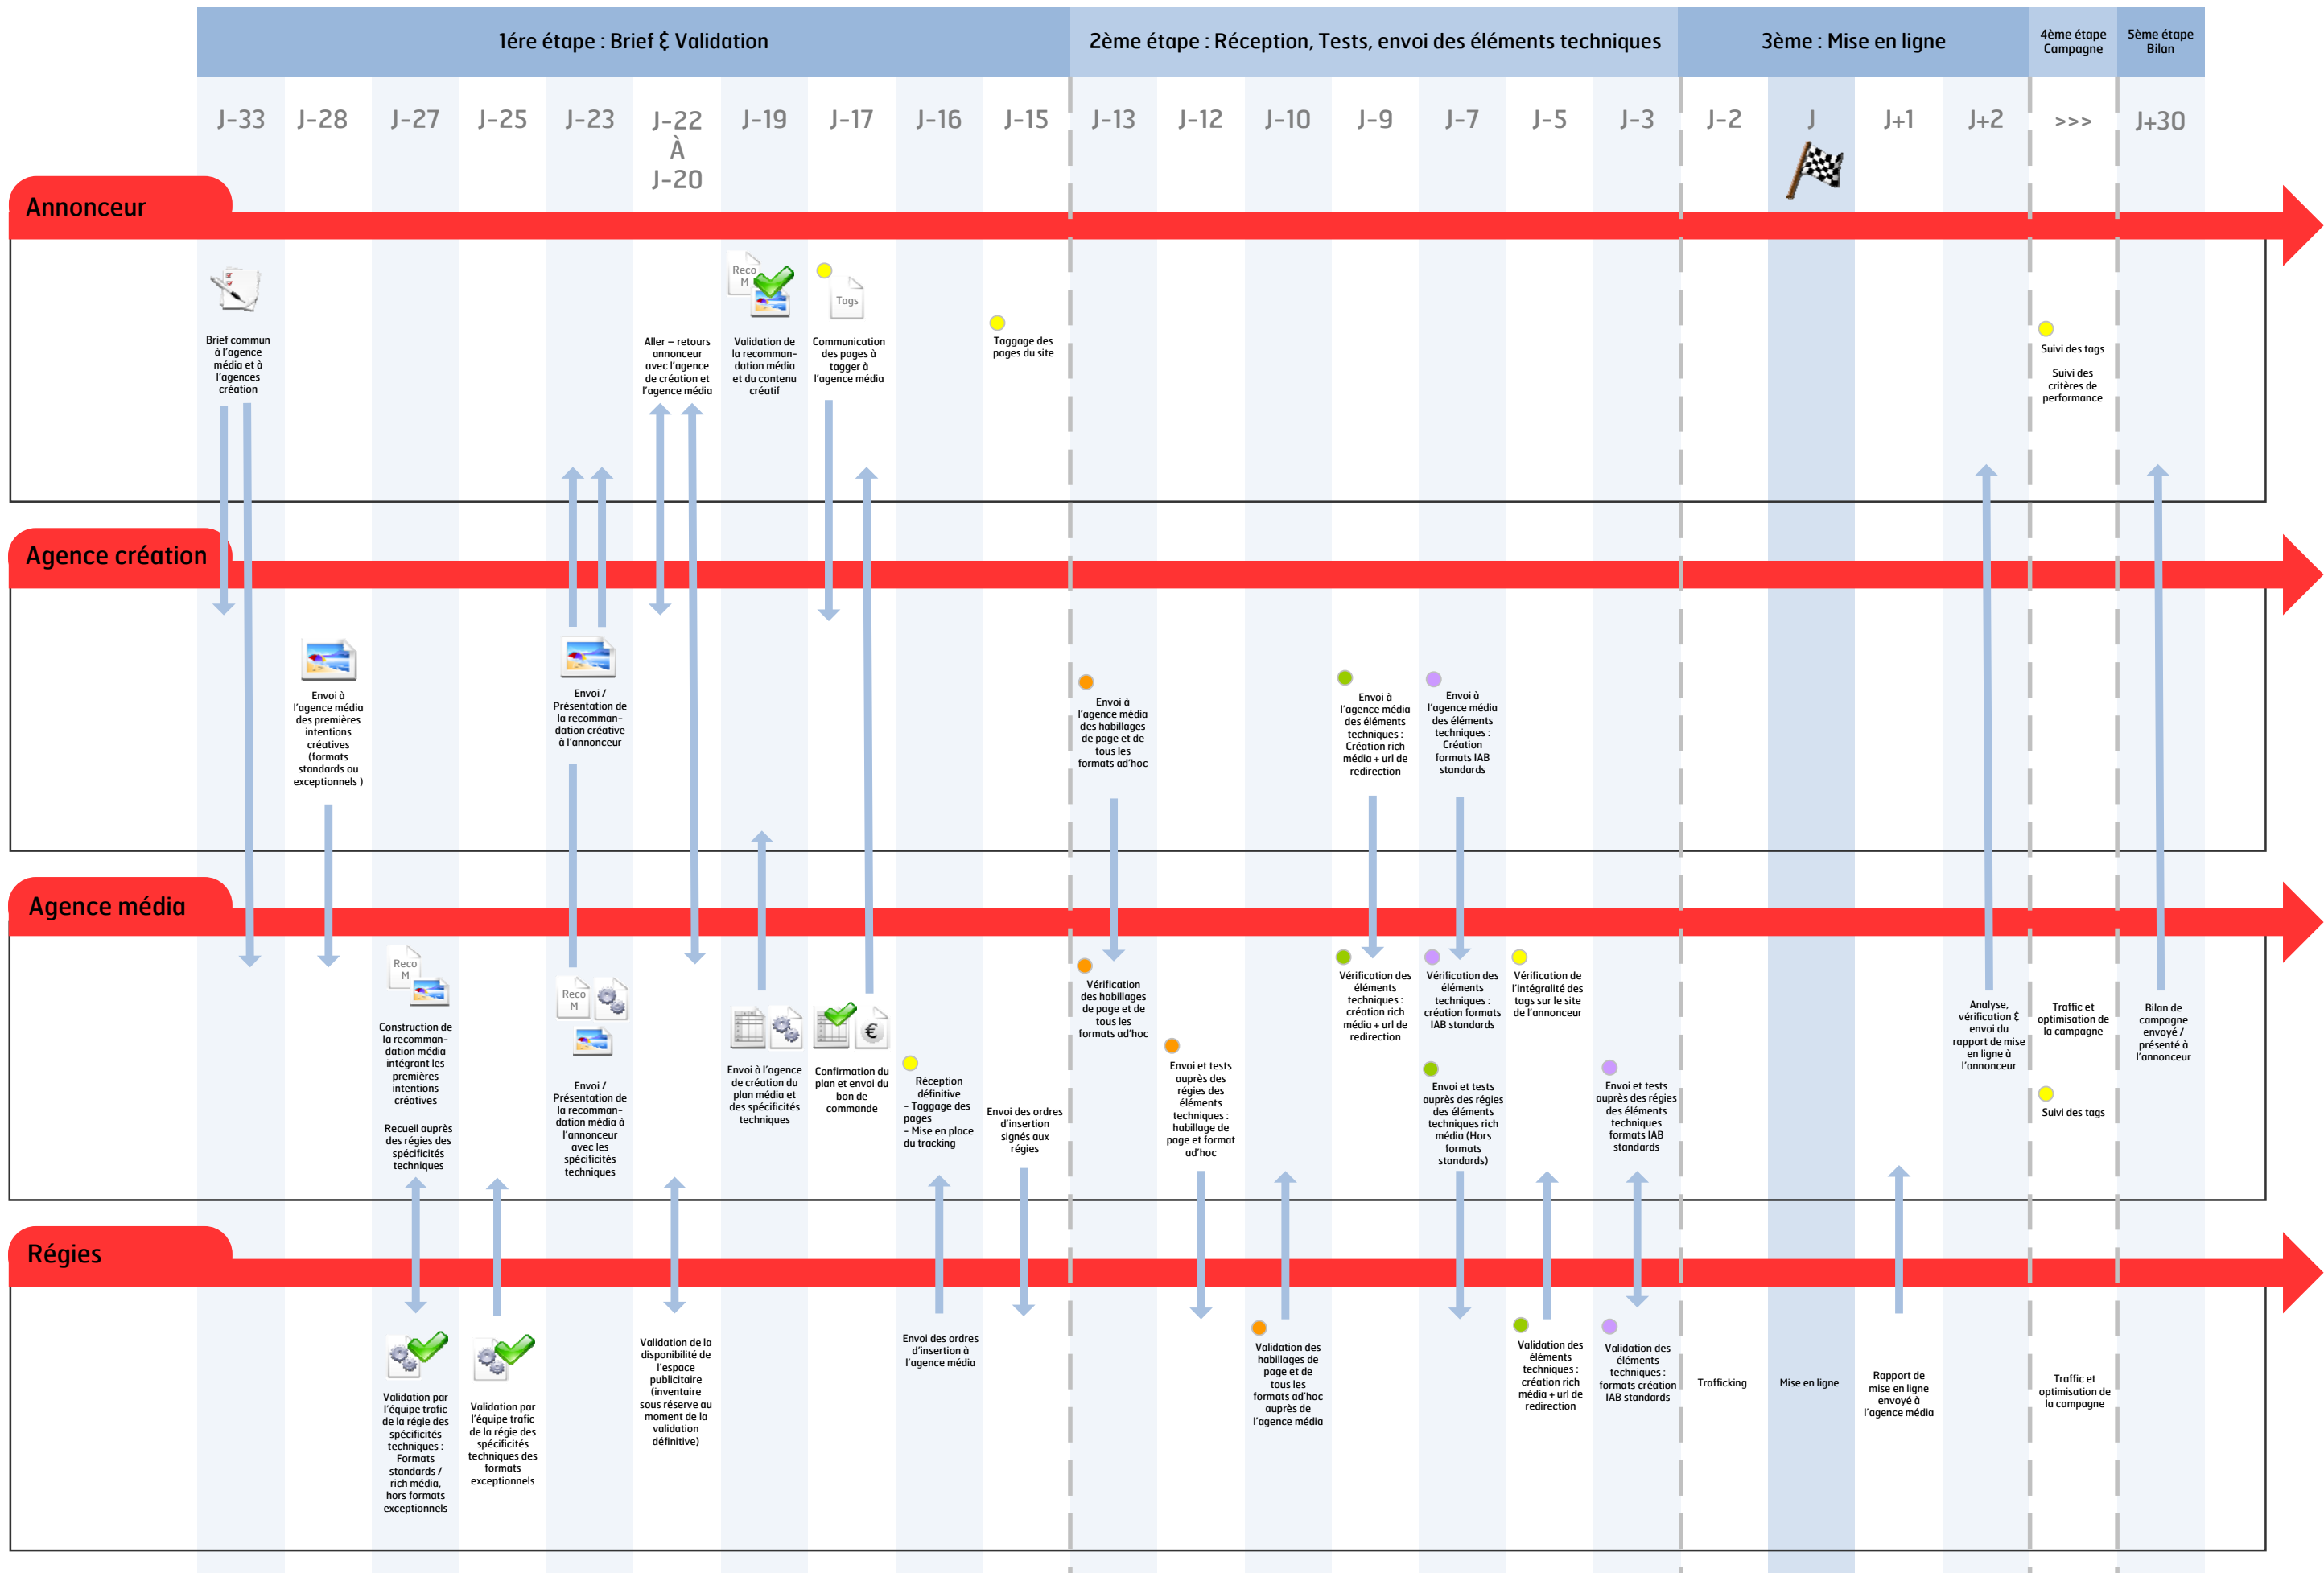 1ére étape : Brief & Validation
2ème étape : Réception, Tests, envoi des éléments techniques
3ème : Mise en ligne
4ème étape
Campagne
5ème étape
Bilan
J-33
J-28
J-27
J-25
J-23
J-22
À
J-20
J-19
J-17
J-16
J-15
J-13
J-12
J-10
J-9
J-7
J-5
J-3
J-2
J
J+1
J+2
>>>
J+30
Annonceur
Brief commun
à l'agence
média et à
l'agences
création
Aller – retours
annonceur
avec l'agence
de création et
l'agence média
Reco
M
Validation de
la recomman-
dation média
et du contenu
créatif
Tags
Communication
des pages à
tagger à
l'agence média
Taggage des
pages du site
Suivi des tags
Suivi des
critères de
performance
Agence création
Envoi à
l'agence média
des premières
intentions
créatives
(formats
standards ou
exceptionnels )
Envoi /
Présentation de
la recomman-
dation créative
à l'annonceur
Envoi à
l'agence média
des habillages
de page et de
tous les
formats ad'hoc
Envoi à
l'agence média
des éléments
techniques :
Création rich
média + url de
redirection
Envoi à
l'agence média
des éléments
techniques :
Création
formats IAB
standards
Agence média
Reco
M
Construction de
la recomman-
dation média
intégrant les
premières
intentions
créatives
Recueil auprès
des régies des
spécificités
techniques
Reco
M
Envoi /
Présentation de
la recomman-
dation média à
l'annonceur
avec les
spécificités
techniques
Envoi à l'agence
de création du
plan média et
des spécificités
techniques
€
Confirmation du
plan et envoi du
bon de
commande
Réception
définitive
- Taggage des
pages
- Mise en place
du tracking
Envoi des ordres
d'insertion
signés aux
régies
Vérification
des habillages
de page et de
tous les
formats ad'hoc
Envoi et tests
auprès des
régies des
éléments
techniques :
habillage de
page et format
ad'hoc
Vérification des
éléments
techniques :
création rich
média + url de
redirection
Vérification des
éléments
techniques :
création formats
IAB standards
Envoi et tests
auprès des régies
des éléments
techniques rich
média (Hors
formats
standards)
Vérification de
l'intégralité des
tags sur le site
de l'annonceur
Envoi et tests
auprès des régies
des éléments
techniques
formats IAB
standards
Analyse,
vérification &
envoi du
rapport de mise
en ligne à
l'annonceur
Traffic et
optimisation de
la campagne
Suivi des tags
Bilan de
campagne
envoyé /
présenté à
l'annonceur
Régies
Validation par
l'équipe trafic
de la régie des
spécificités
techniques :
Formats
standards /
rich média,
hors formats
exceptionnels
Validation par
l'équipe trafic
de la régie des
spécificités
techniques des
formats
exceptionnels
Validation de la
disponibilité de
l'espace
publicitaire
(inventaire
sous réserve au
moment de la
validation
définitive)
Envoi des ordres
d'insertion à
l'agence média
Validation des
habillages de
page et de
tous les
formats ad'hoc
auprès de
l'agence média
Validation des
éléments
techniques :
création rich
média + url de
redirection
Validation des
éléments
techniques :
formats création
IAB standards
Trafficking
Mise en ligne
Rapport de
mise en ligne
envoyé à
l'agence média
Traffic et
optimisation de
la campagne